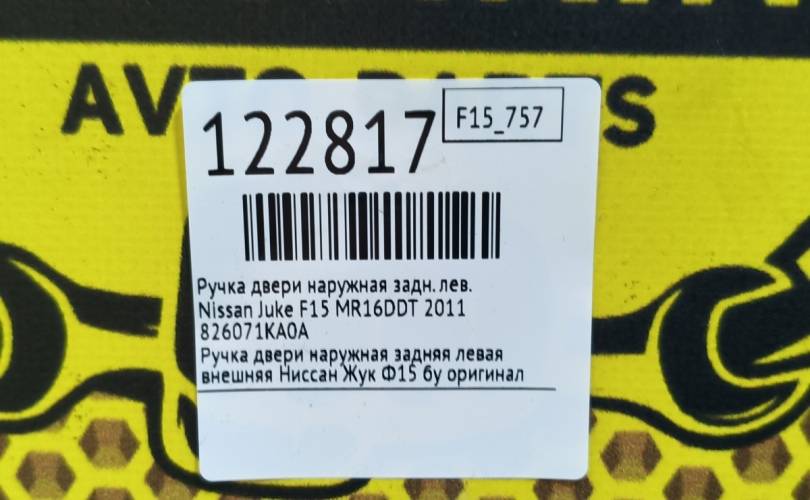 122817
F15_757
Ручка двери наружная задн. лев.
Nissan Juke F15 MR16DDT 2011
826071KA0A
Ручка двери наружная задняя левая
внешняя Ниссан Жук Ф15 бу оригинал